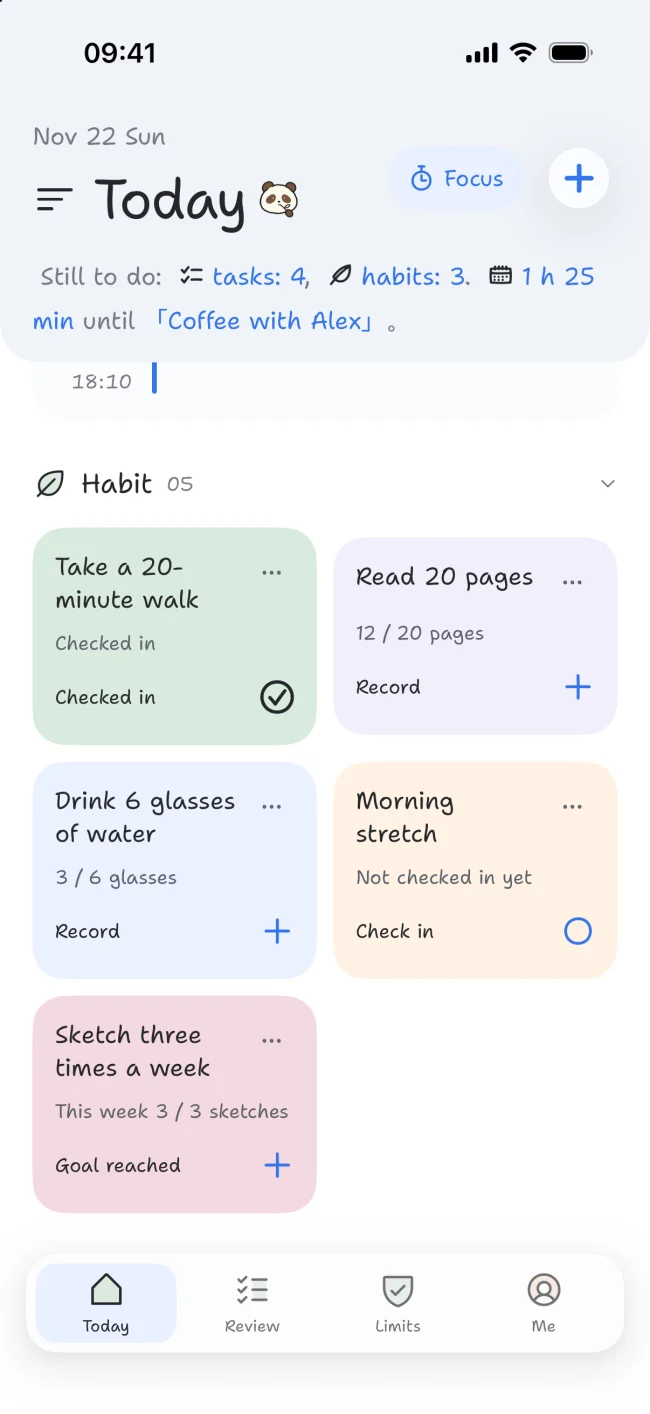 09:41
Nov 22 Sun
Today
Focus
Still to do: tasks: 4, habits: 3. 1 h 25
min until 「Coffee with Alex」 。
18:10
Habit 05
Take a 20-
minute walk
Checked in
Checked in
Read 20 pages
12 / 20 pages
Record
Drink 6 glasses
of water
3 / 6 glasses
Record
Morning
stretch
Not checked in yet
Check in
Sketch three
times a week
This week 3 / 3 sketches
Goal reached
Today
Review
Limits
Me